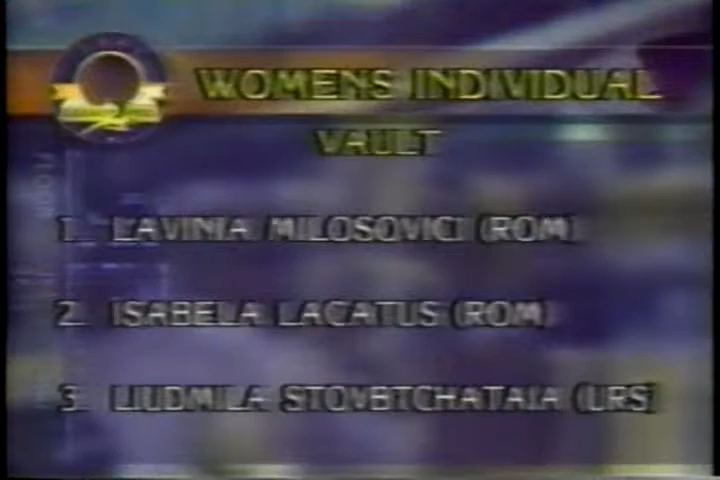 WOMENS INDIVIDUAL
VAULT
1. LAVINIA MILOSOVICI (ROM)
2. ISABELA LACATUS (ROM)
3. LIUDMILA STOVBTCHATAIA (URS)